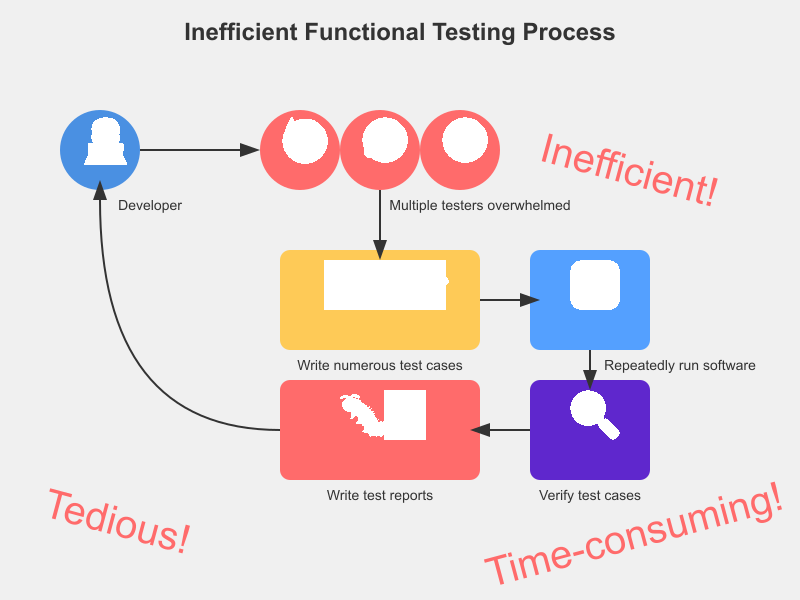 Inefficient Functional Testing Process
Inefficient!
Developer
Multiple testers overwhelmed
Write numerous test cases
Repeatedly run software
Write test reports
Verify test cases
Tedious!
Time-consuming!